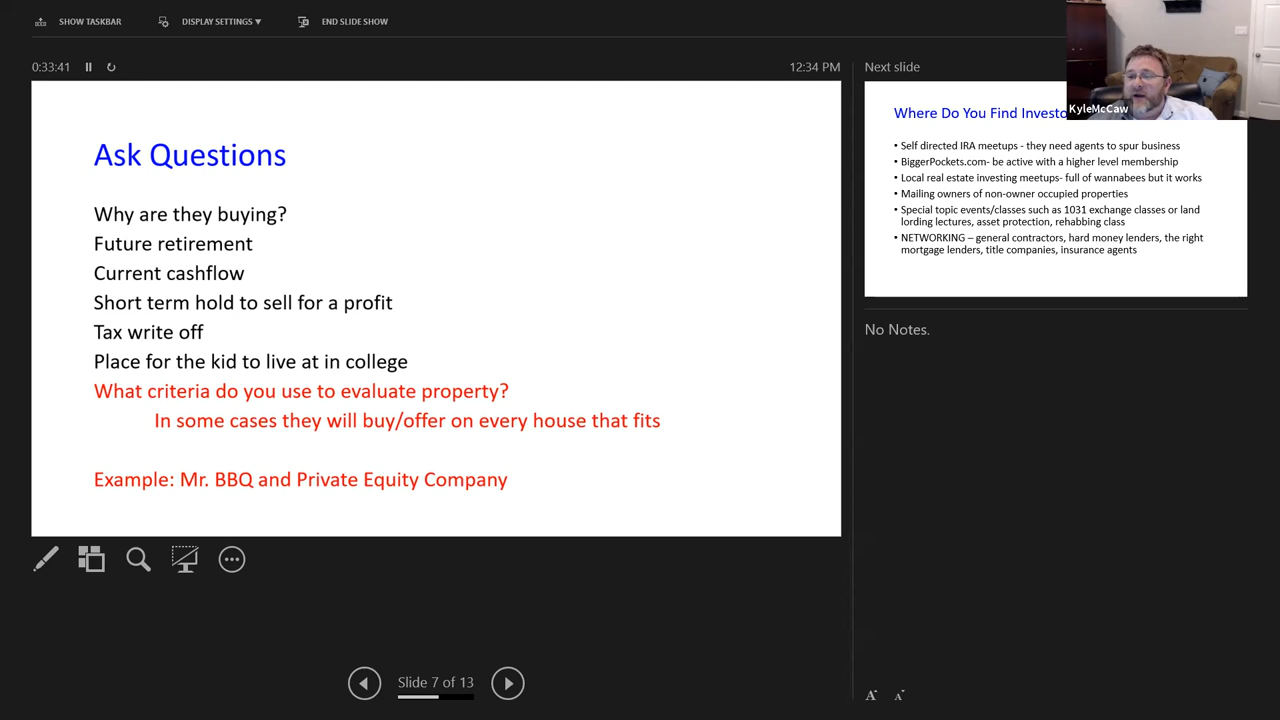 SHOW TASKBAR
DISPLAY SETTINGS ▼
END SLIDE SHOW
0:33:41
12:34 PM
Ask Questions
Why are they buying?
Future retirement
Current cashflow
Short term hold to sell for a profit
Tax write off
Place for the kid to live at in college
What criteria do you use to evaluate property?
In some cases they will buy/offer on every house that fits
Example: Mr. BBQ and Private Equity Company
Slide 7 of 13
Next slide
KyleMcCaw
Where Do You Find Investo
• Self directed IRA meetups - they need agents to spur business
• BiggerPockets.com- be active with a higher level membership
• Local real estate investing meetups- full of wannabees but it works
• Mailing owners of non-owner occupied properties
• Special topic events/classes such as 1031 exchange classes or land
lording lectures, asset protection, rehabbing class
• NETWORKING – general contractors, hard money lenders, the right
mortgage lenders, title companies, insurance agents
No Notes.
A A